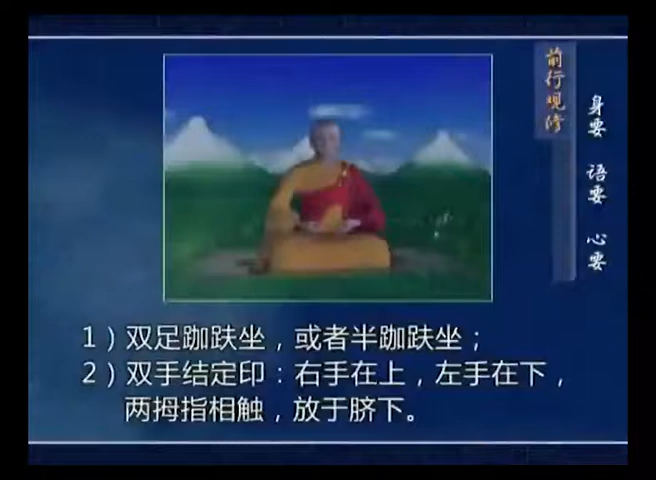 前行观修
身要 语要 心要
1）双足跏趺坐，或者半跏趺坐；
2）双手结定印：右手在上，左手在下，
两拇指相触，放于脐下。